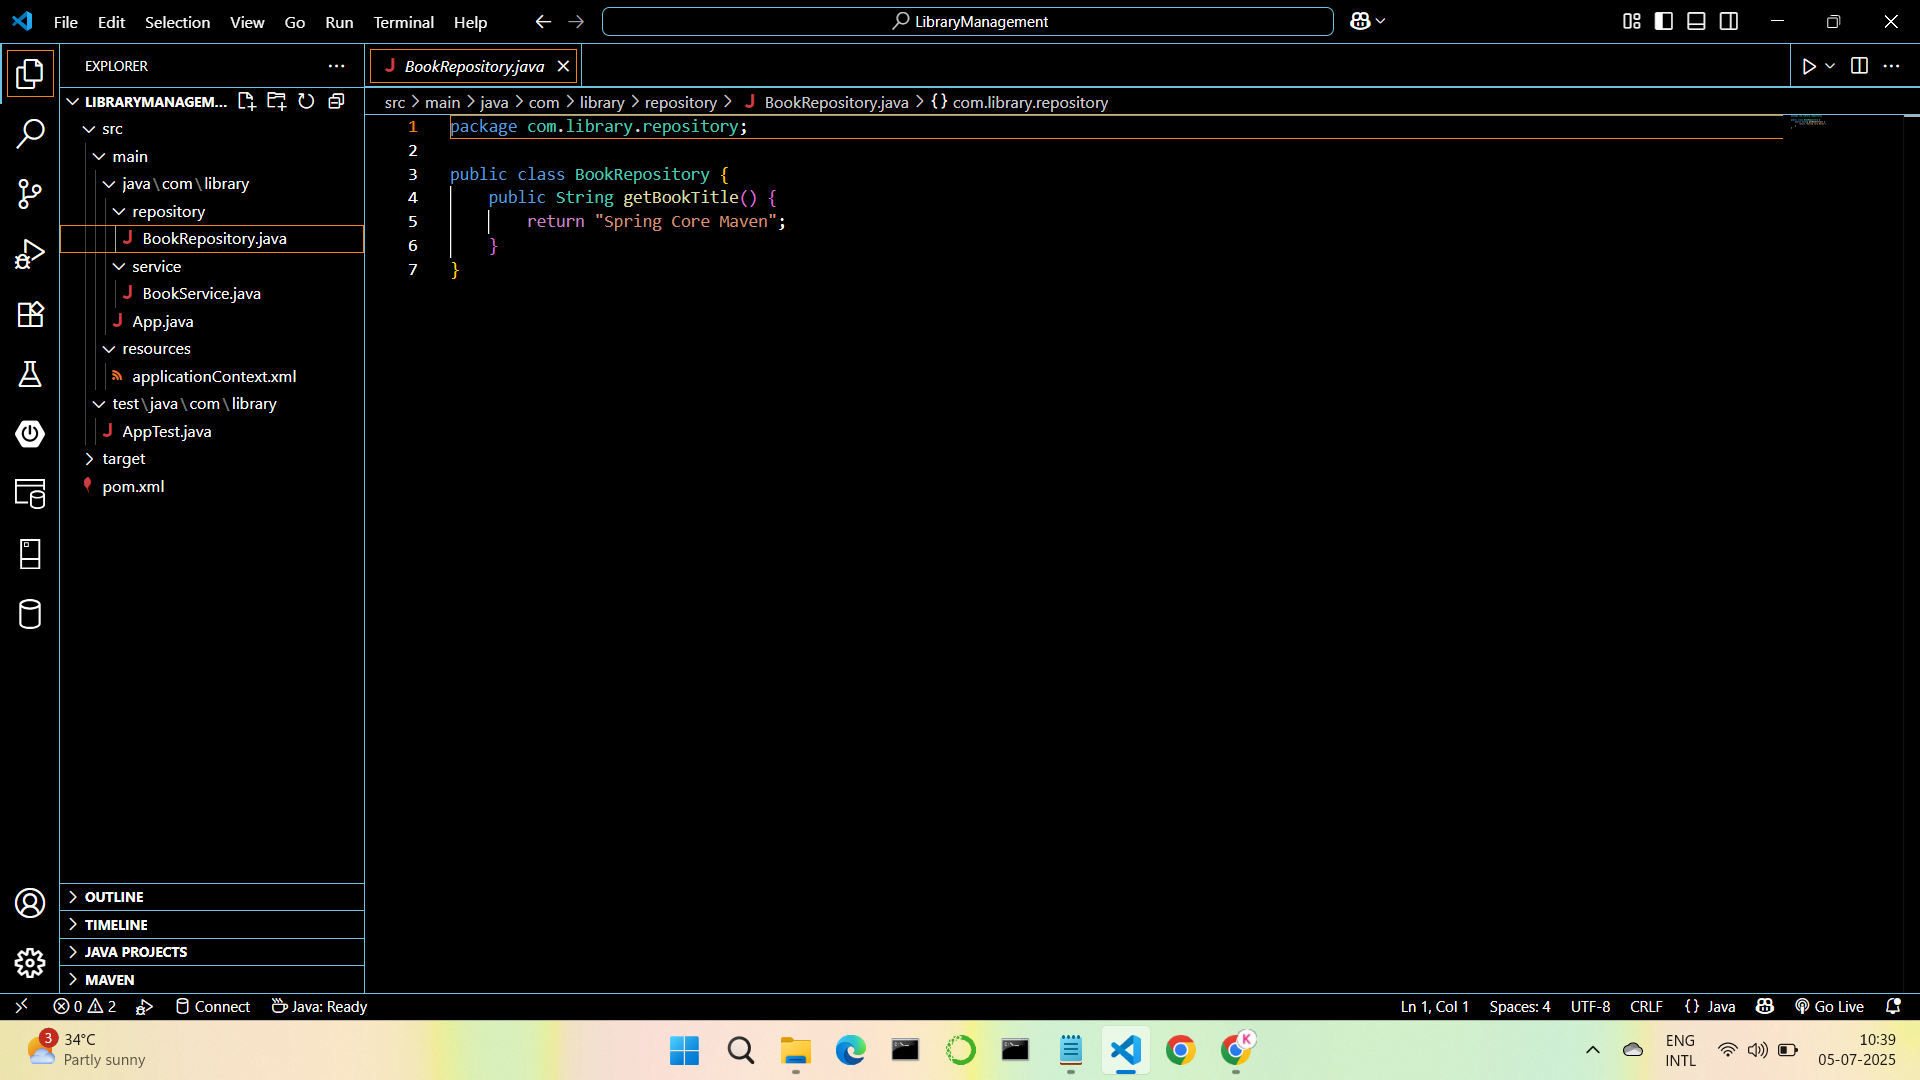 File Edit Selection View Go Run Terminal Help
LibraryManagement
EXPLORER
LIBRARYMANAGEM...
src
main
java\com\library
repository
BookRepository.java
service
BookService.java
App.java
resources
applicationContext.xml
test\java\com\library
AppTest.java
target
pom.xml
OUTLINE
TIMELINE
JAVA PROJECTS
MAVEN
BookRepository.java
src > main > java > com > library > repository > BookRepository.java > {} com.library.repository
1 package com.library.repository;
2
3 public class BookRepository {
4 public String getBookTitle() {
5 return "Spring Core Maven";
6 }
7 }
0 2 Connect Java: Ready
Ln 1, Col 1 Spaces: 4 UTF-8 CRLF {} Java Go Live
3
34°C
Partly sunny
K
ENG
INTL
10:39
05-07-2025